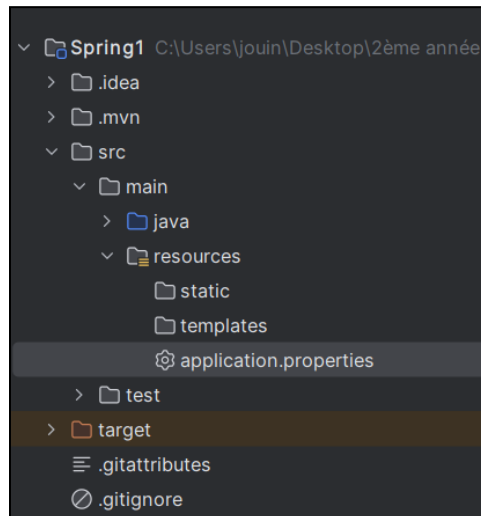 Spring1 C:\Users\jouin\Desktop\2ème année
.idea
.mvn
src
main
java
resources
static
templates
application.properties
test
target
.gitattributes
.gitignore